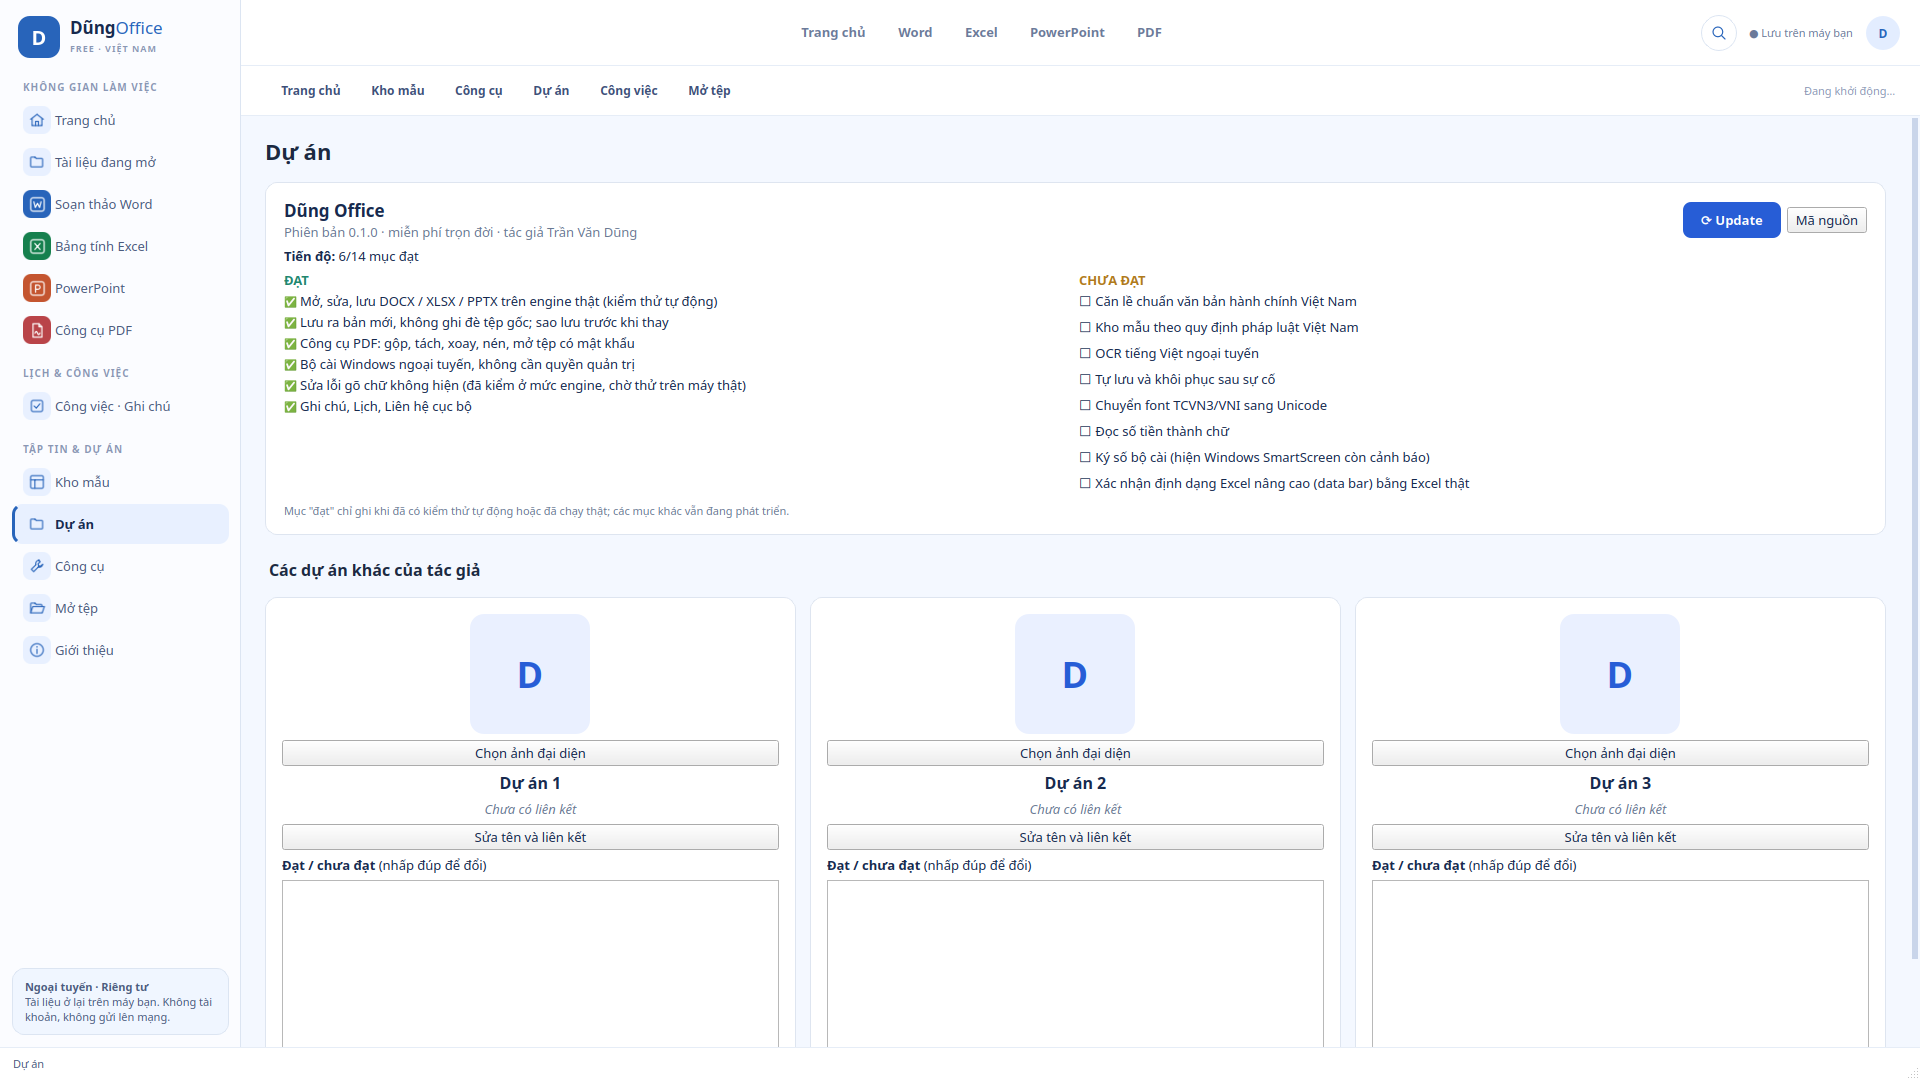 D
DũngOffice
FREE · VIỆT NAM
KHÔNG GIAN LÀM VIỆC
Trang chủ
Tài liệu đang mở
Soạn thảo Word
Bảng tính Excel
PowerPoint
Công cụ PDF
LỊCH & CÔNG VIỆC
Công việc · Ghi chú
TẬP TIN & DỰ ÁN
Kho mẫu
Dự án
Công cụ
Mở tệp
Giới thiệu
Ngoại tuyến · Riêng tư
Tài liệu ở lại trên máy bạn. Không tài
khoản, không gửi lên mạng.
Trang chủ Word Excel PowerPoint PDF
● Lưu trên máy bạn D
Trang chủ Kho mẫu Công cụ Dự án Công việc Mở tệp
Đang khởi động...
Dự án
Dũng Office
Phiên bản 0.1.0 · miễn phí trọn đời · tác giả Trần Văn Dũng
⟳ Update Mã nguồn
Tiến độ: 6/14 mục đạt
ĐẠT
✅ Mở, sửa, lưu DOCX / XLSX / PPTX trên engine thật (kiểm thử tự động)
✅ Lưu ra bản mới, không ghi đè tệp gốc; sao lưu trước khi thay
✅ Công cụ PDF: gộp, tách, xoay, nén, mở tệp có mật khẩu
✅ Bộ cài Windows ngoại tuyến, không cần quyền quản trị
✅ Sửa lỗi gõ chữ không hiện (đã kiểm ở mức engine, chờ thử trên máy thật)
✅ Ghi chú, Lịch, Liên hệ cục bộ
CHƯA ĐẠT
☐ Căn lề chuẩn văn bản hành chính Việt Nam
☐ Kho mẫu theo quy định pháp luật Việt Nam
☐ OCR tiếng Việt ngoại tuyến
☐ Tự lưu và khôi phục sau sự cố
☐ Chuyển font TCVN3/VNI sang Unicode
☐ Đọc số tiền thành chữ
☐ Ký số bộ cài (hiện Windows SmartScreen còn cảnh báo)
☐ Xác nhận định dạng Excel nâng cao (data bar) bằng Excel thật
Mục "đạt" chỉ ghi khi đã có kiểm thử tự động hoặc đã chạy thật; các mục khác vẫn đang phát triển.
Các dự án khác của tác giả
D
Chọn ảnh đại diện
Dự án 1
Chưa có liên kết
Sửa tên và liên kết
Đạt / chưa đạt (nhấp đúp để đổi)
D
Chọn ảnh đại diện
Dự án 2
Chưa có liên kết
Sửa tên và liên kết
Đạt / chưa đạt (nhấp đúp để đổi)
D
Chọn ảnh đại diện
Dự án 3
Chưa có liên kết
Sửa tên và liên kết
Đạt / chưa đạt (nhấp đúp để đổi)
Dự án